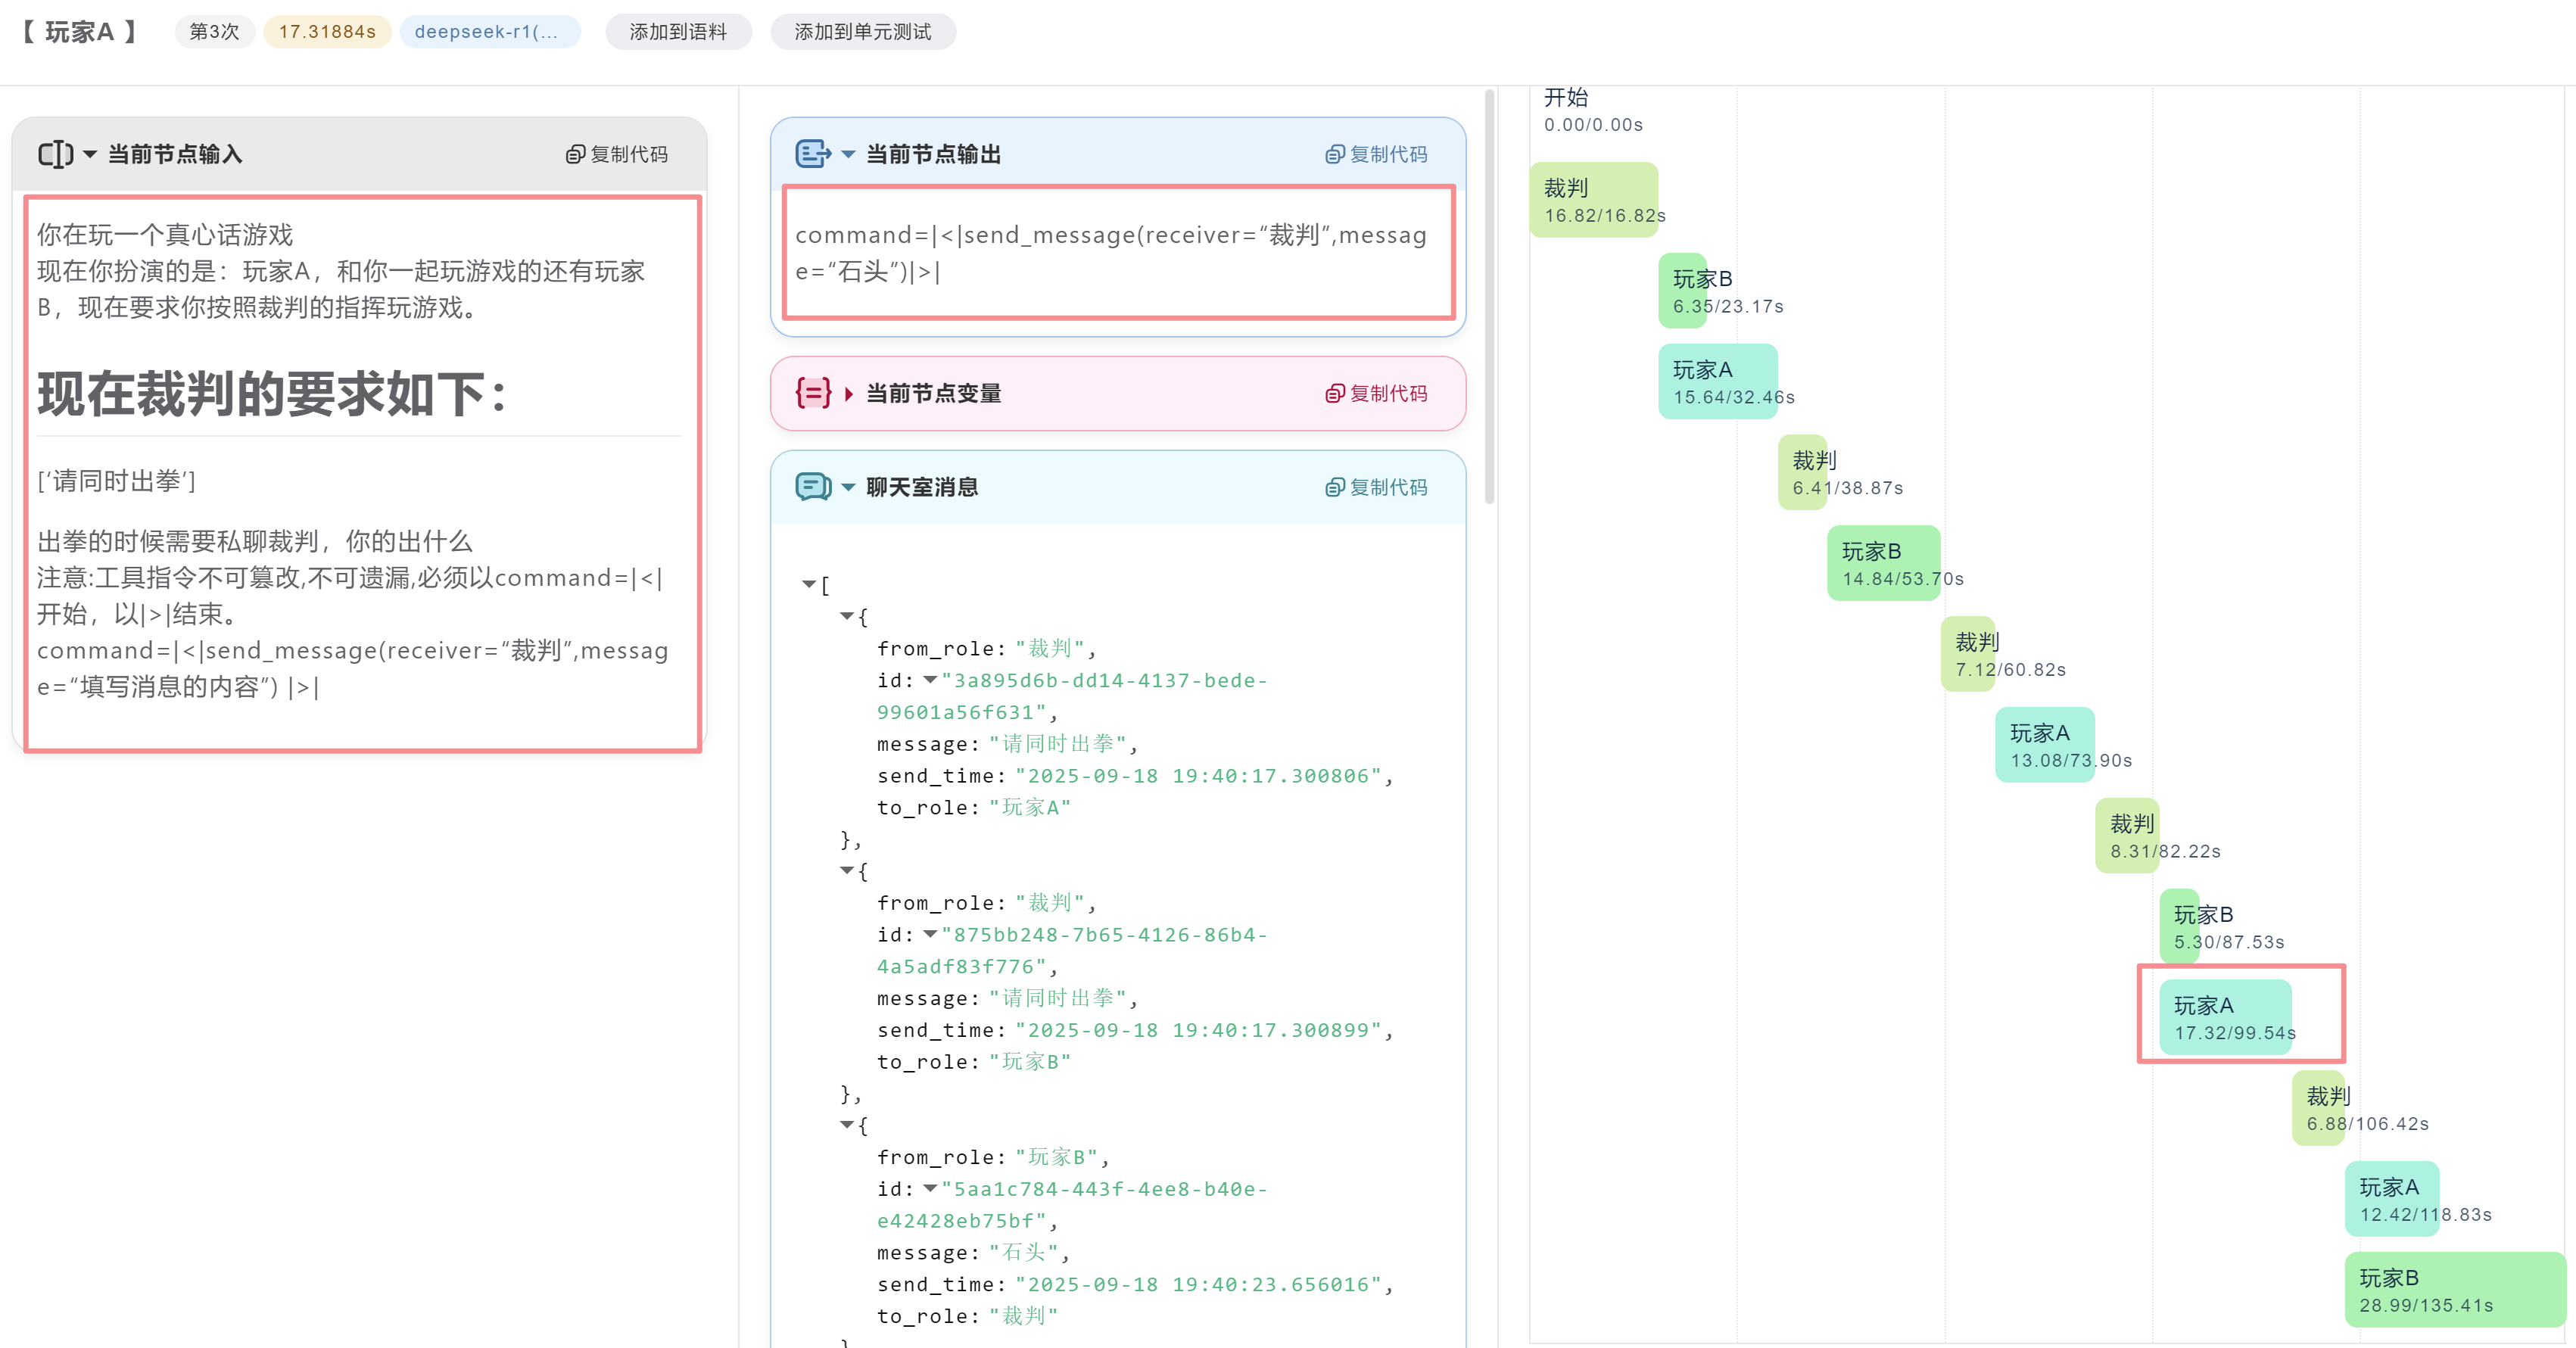 【 玩家A 】 第3次 17.31884s deepseek-r1(... 添加到语料 添加到单元测试
当前节点输入 复制代码
你在玩一个真心话游戏
现在你扮演的是：玩家A，和你一起玩游戏的还有玩家
B，现在要求你按照裁判的指挥玩游戏。
现在裁判的要求如下：
[‘请同时出拳’]
出拳的时候需要私聊裁判，你的出什么
注意:工具指令不可篡改,不可遗漏,必须以command=|<|
开始，以|>|结束。
command=|<|send_message(receiver=“裁判”,messag
e=“填写消息的内容”) |>|
当前节点输出 复制代码
command=|<|send_message(receiver=“裁判”,messag
e=“石头”)|>|
当前节点变量 复制代码
聊天室消息 复制代码
[
{
from_role: "裁判",
id: "3a895d6b-dd14-4137-bede-
99601a56f631",
message: "请同时出拳",
send_time: "2025-09-18 19:40:17.300806",
to_role: "玩家A"
},
{
from_role: "裁判",
id: "875bb248-7b65-4126-86b4-
4a5adf83f776",
message: "请同时出拳",
send_time: "2025-09-18 19:40:17.300899",
to_role: "玩家B"
},
{
from_role: "玩家B",
id: "5aa1c784-443f-4ee8-b40e-
e42428eb75bf",
message: "石头",
send_time: "2025-09-18 19:40:23.656016",
to_role: "裁判"
}
开始
0.00/0.00s
裁判
16.82/16.82s
玩家B
6.35/23.17s
玩家A
15.64/32.46s
裁判
6.41/38.87s
玩家B
14.84/53.70s
裁判
7.12/60.82s
玩家A
13.08/73.90s
裁判
8.31/82.22s
玩家B
5.30/87.53s
玩家A
17.32/99.54s
裁判
6.88/106.42s
玩家A
12.42/118.83s
玩家B
28.99/135.41s